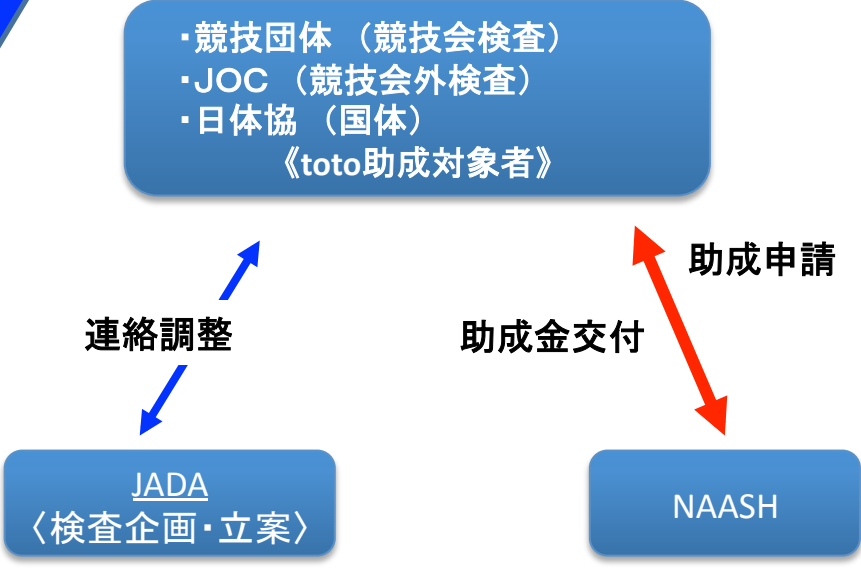 ・競技団体 （競技会検査）
・JOC （競技会外検査）
・日体協 （国体）
《toto助成対象者》
助成申請
連絡調整
助成金交付
JADA
〈検査企画・立案〉
NAASH